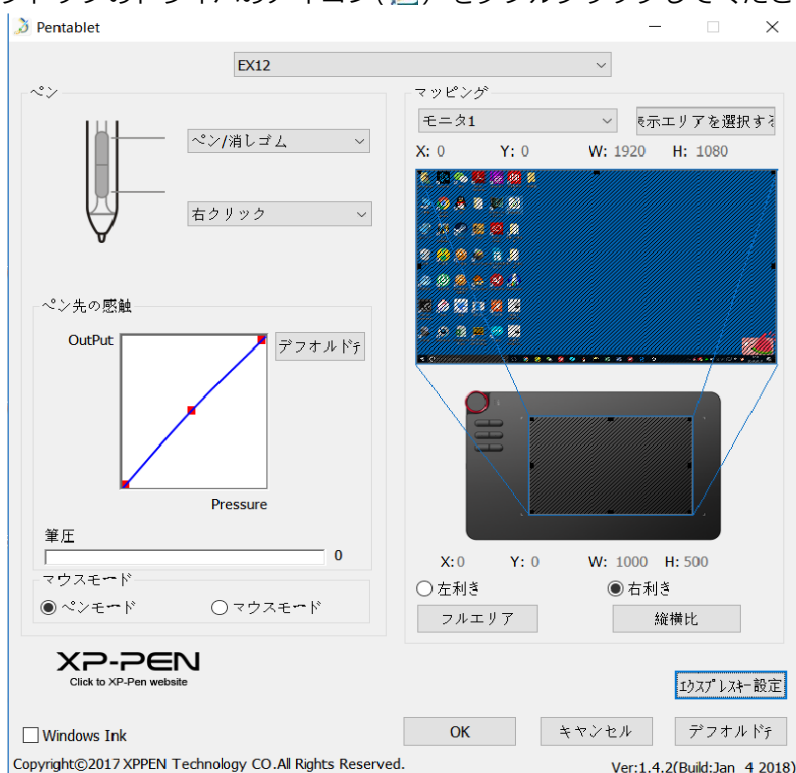 Pentablet
EX12
ペン
ペン/消しゴム
右クリック
ペン先の感触
OutPut
デフォルドﾃ
Pressure
筆圧
0
マウスモード
ペンモード
マウスモード
マッピング
モニタ1
表示エリアを選択する
X: 0 Y: 0 W: 1920 H: 1080
X: 0 Y: 0 W: 1000 H: 500
左利き
右利き
フルエリア
縦横比
XP-PEN
Click to XP-Pen website
ｴｸｽﾌﾟﾚｽｷｰ設定
Windows Ink
OK
キャンセル
デフォルドﾃ
Copyright©2017 XPPEN Technology CO.All Rights Reserved.
Ver:1.4.2(Build:Jan 4 2018)